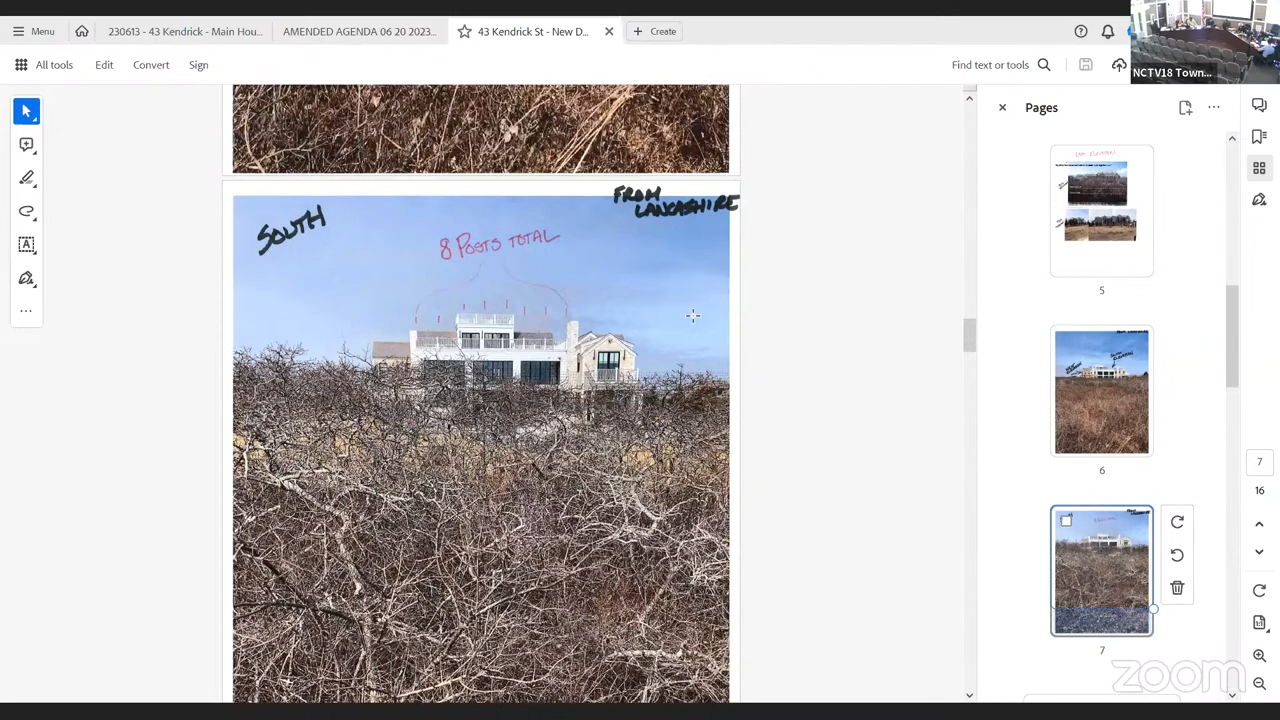 Menu
230613 - 43 Kendrick - Main Hou...
AMENDED AGENDA 06 20 2023...
43 Kendrick St - New D...
Create
All tools
Edit
Convert
Sign
Find text or tools
NCTV18 Town...
Pages
SOUTH
FROM
LANCASHIRE
8 POSTS TOTAL
5
6
7
7
16
zoom